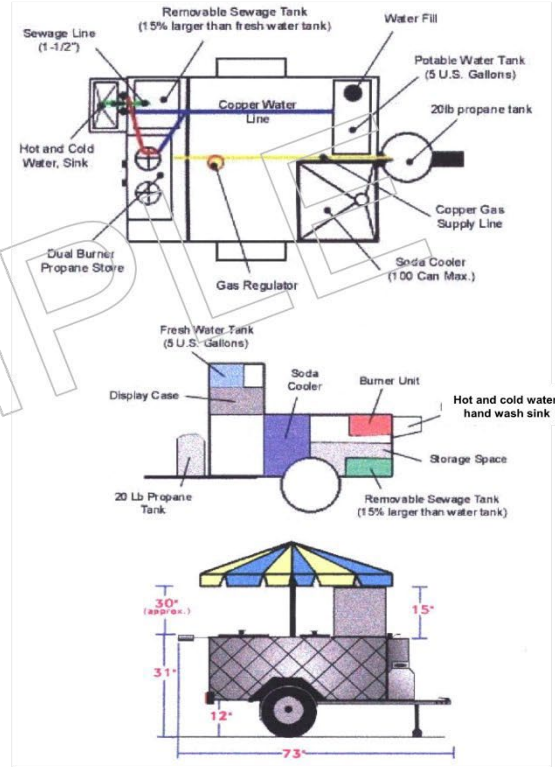 Removable Sewage Tank
(15% larger than fresh water tank)
Sewage Line
(1-1/2")
Water Fill
Potable Water Tank
(5 U.S. Gallons)
Copper Water
Line
20lb propane tank
Hot and Cold
Water, Sink
Copper Gas
Supply Line
Dual Burner
Propane Stove
Soda Cooler
(100 Can Max.)
Gas Regulator
Fresh Water Tank
(5 U.S. Gallons)
Soda
Cooler
Burner Unit
Display Case
Hot and cold water
hand wash sink
Storage Space
20 Lb Propane
Tank
Removable Sewage Tank
(15% larger than water tank)
30"
(approx.)
15"
31"
12"
73"